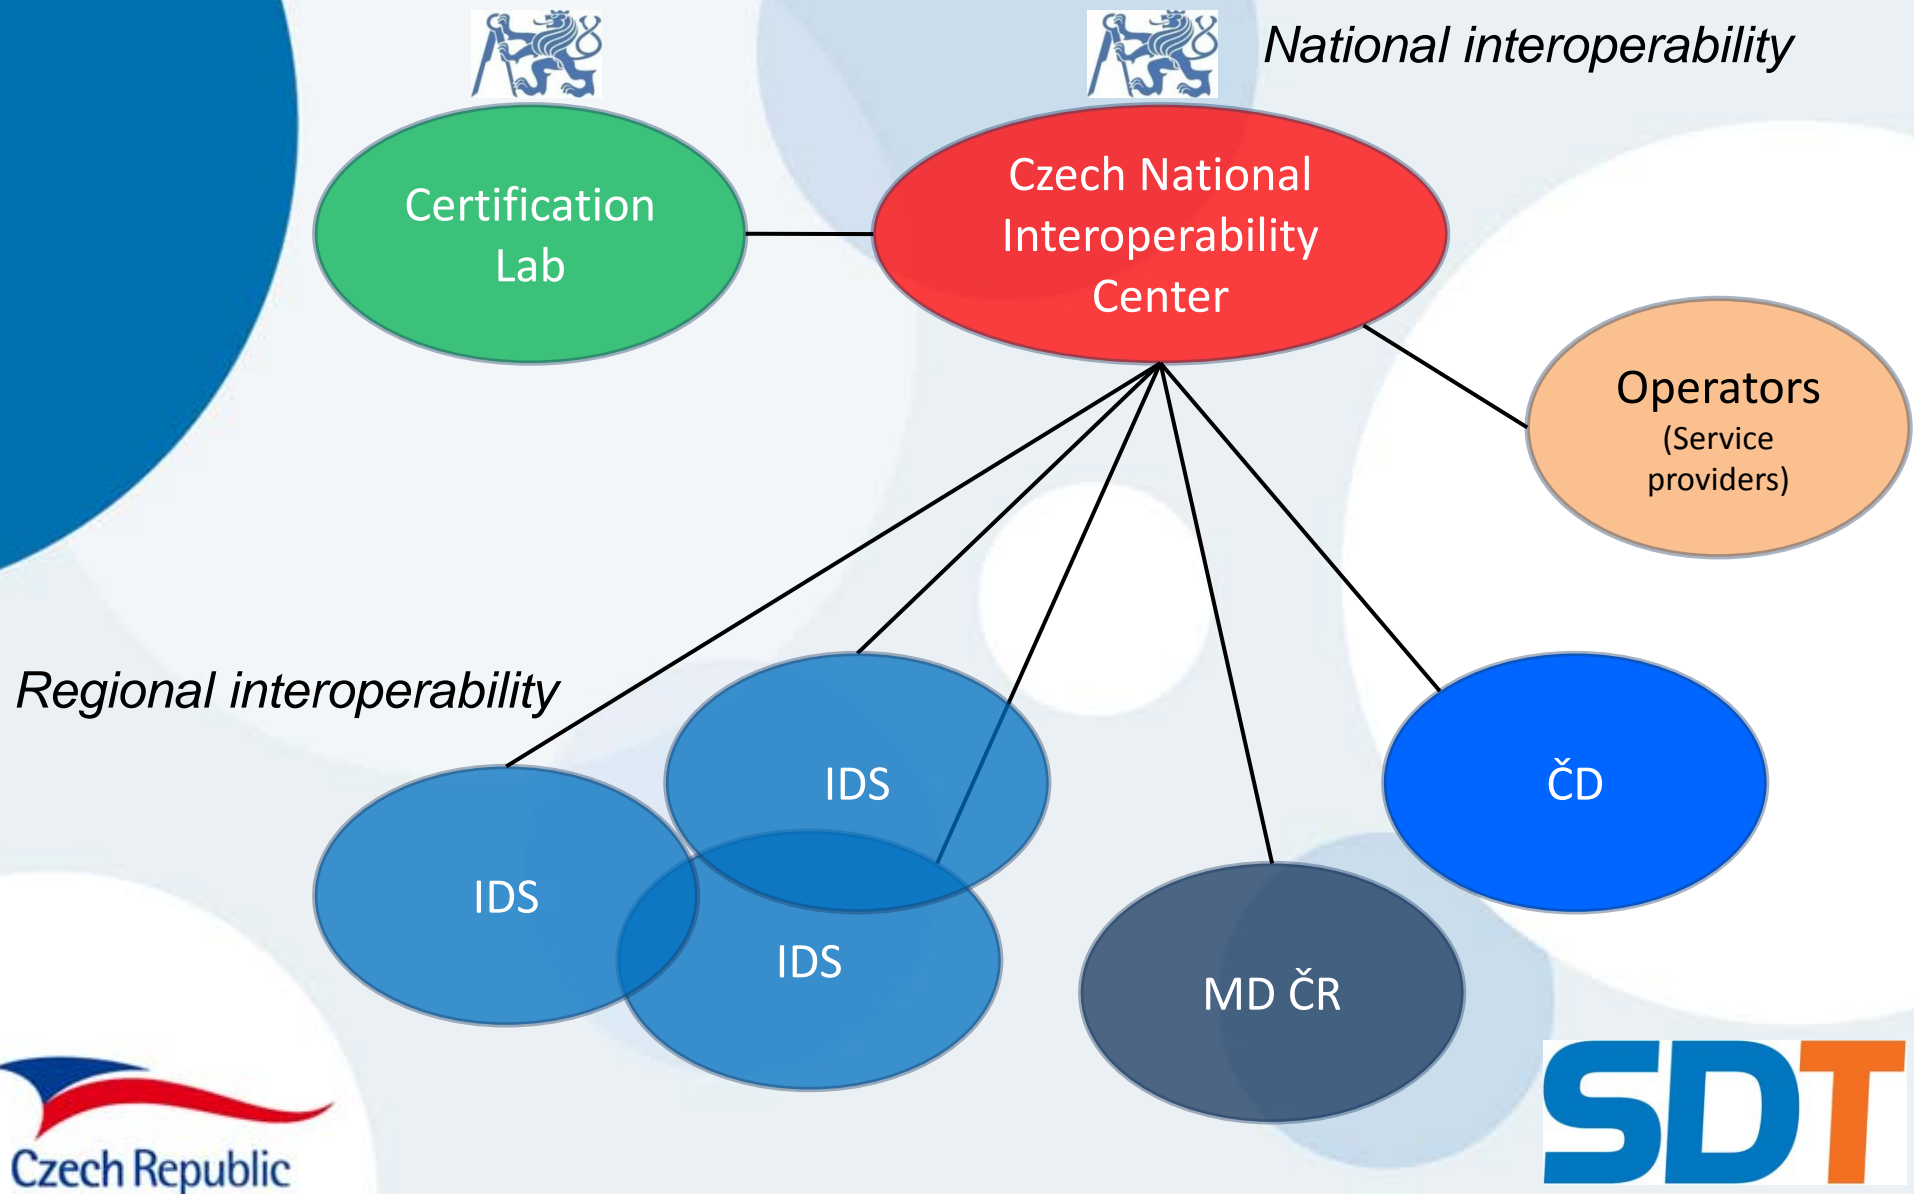 National interoperability
Certification
Lab
Czech National
Interoperability
Center
Operators
(Service
providers)
Regional interoperability
IDS
IDS
IDS
ČD
MD ČR
Czech Republic
SDT